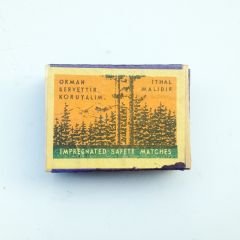 ORMAN
SERVETTİR.
KORUYALIM.
İTHAL
MALIDIR
IMPREGNATED SAFETY MATCHES